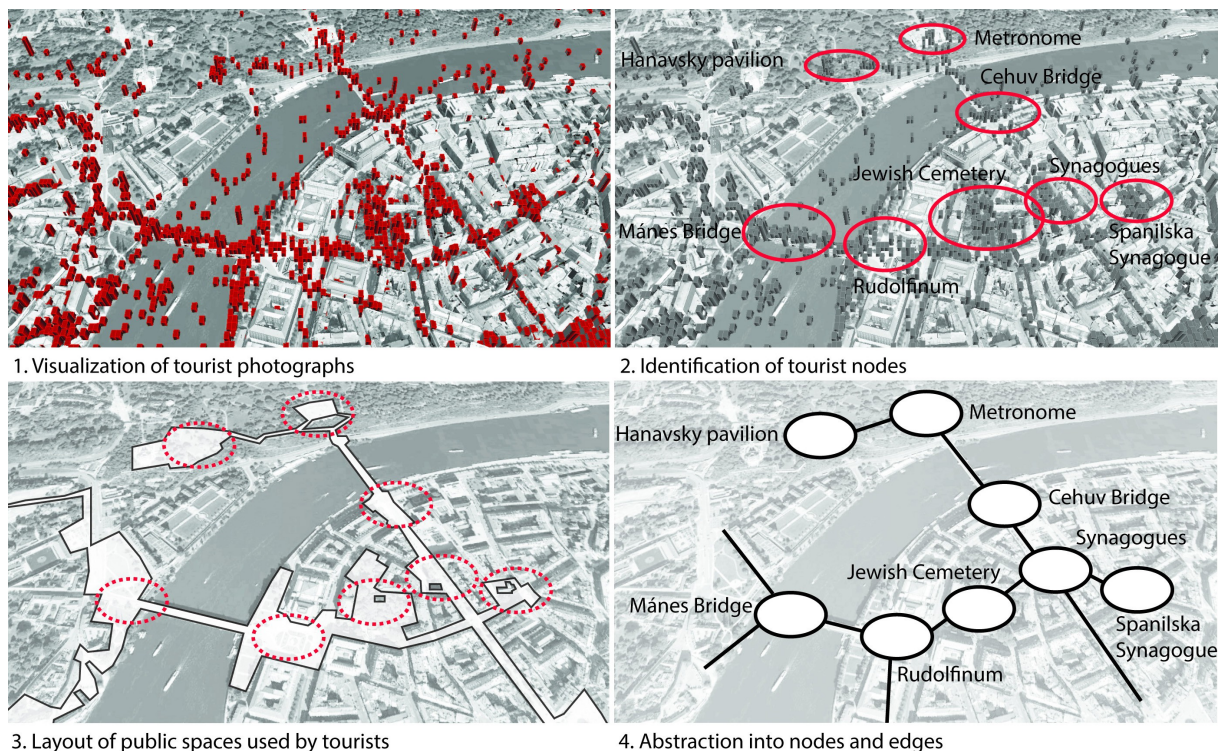 Metronome
Hanavsky pavilion
Cehuv Bridge
Jewish Cemetery
Synagogues
Mánes Bridge
Spanilska
Synagogue
Rudolfinum
1. Visualization of tourist photographs
2. Identification of tourist nodes
Metronome
Hanavsky pavilion
Cehuv Bridge
Synagogues
Jewish Cemetery
Mánes Bridge
Spanilska
Synagogue
Rudolfinum
3. Layout of public spaces used by tourists
4. Abstraction into nodes and edges